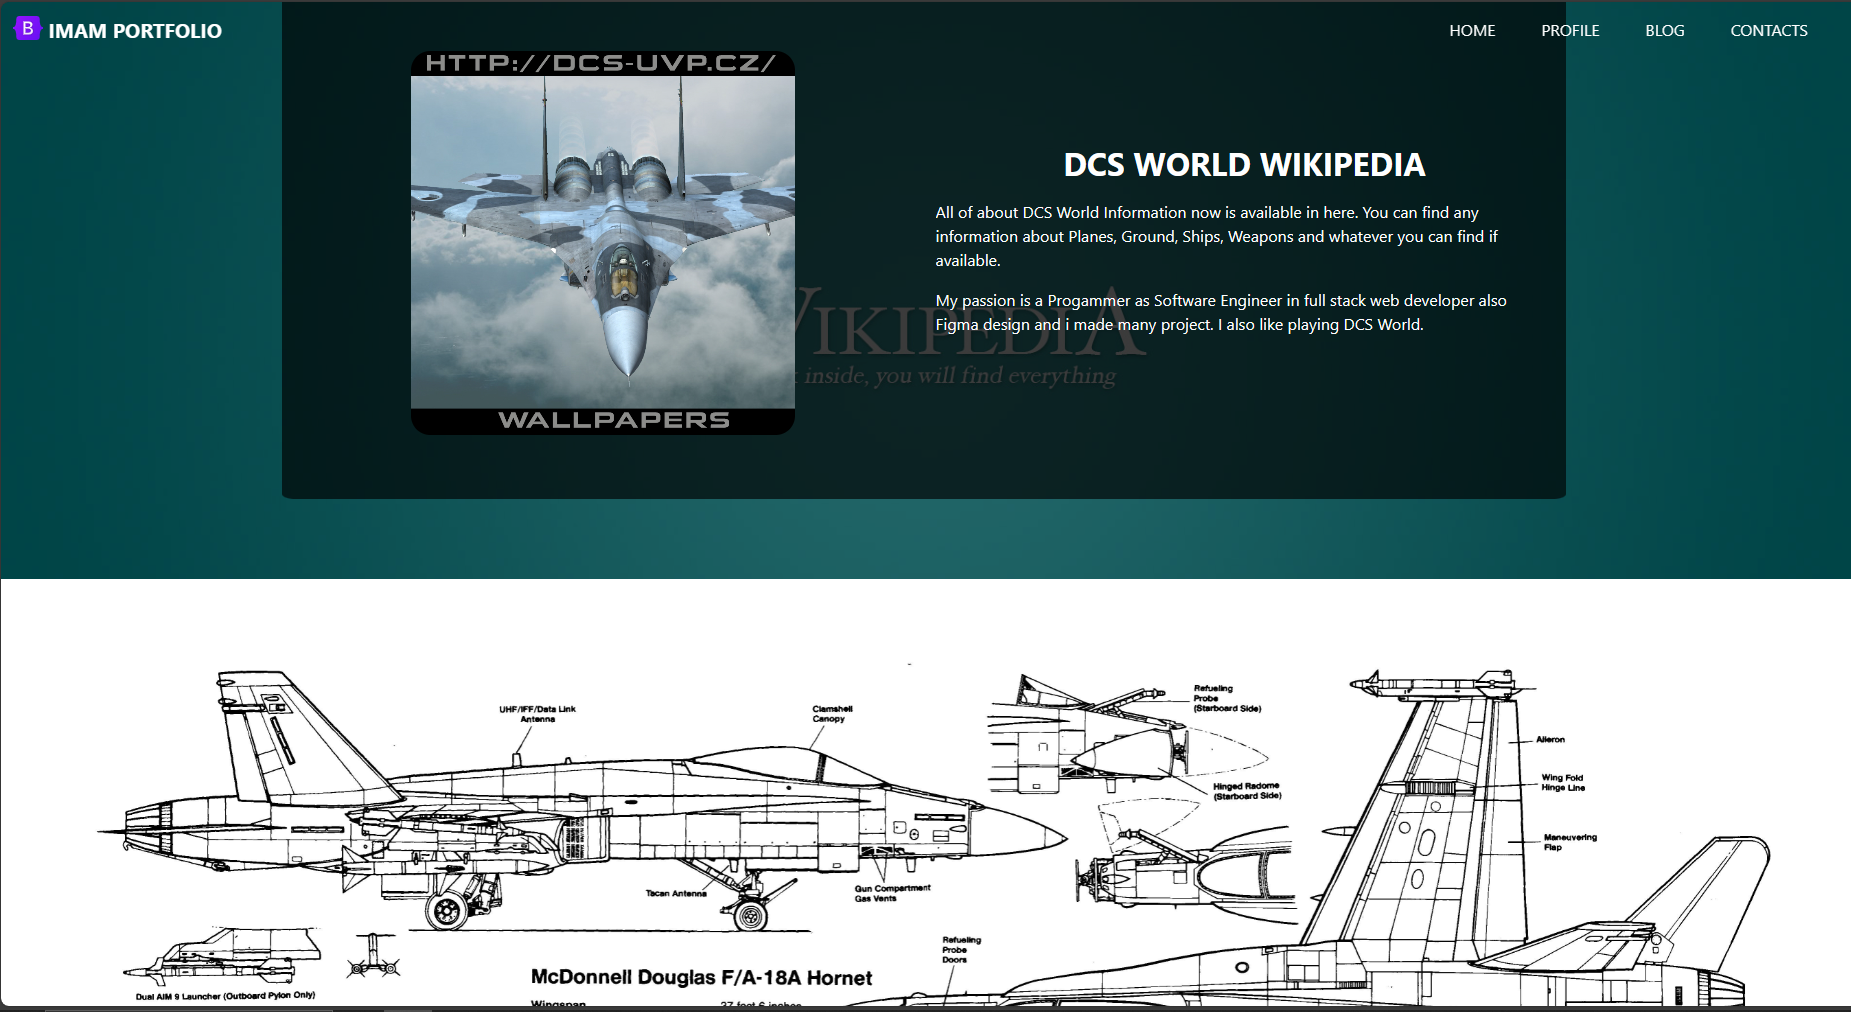 B IMAM PORTFOLIO
HOME PROFILE BLOG CONTACTS
HTTP://DCS-UVP.CZ/
WALLPAPERS
DCS WORLD WIKIPEDIA
All of about DCS World Information now is available in here. You can find any
information about Planes, Ground, Ships, Weapons and whatever you can find if
available.
My passion is a Progammer as Software Engineer in full stack web developer also
Figma design and i made many project. I also like playing DCS World.
WIKIPEDIA
inside, you will find everything
UHF/IFF/Data Link
Antenna
Clamshell
Canopy
Refueling
Probe
(Starboard Side)
Hinged Radome
(Starboard Side)
Aileron
Wing Fold
Hinge Line
Maneuvering
Flap
Tacan Antenna
Gun Compartment
Gas Vents
Refueling
Probe
Doors
Dual AIM 9 Launcher (Outboard Pylon Only)
McDonnell Douglas F/A-18A Hornet
Wingspan 37 feet 6 inches